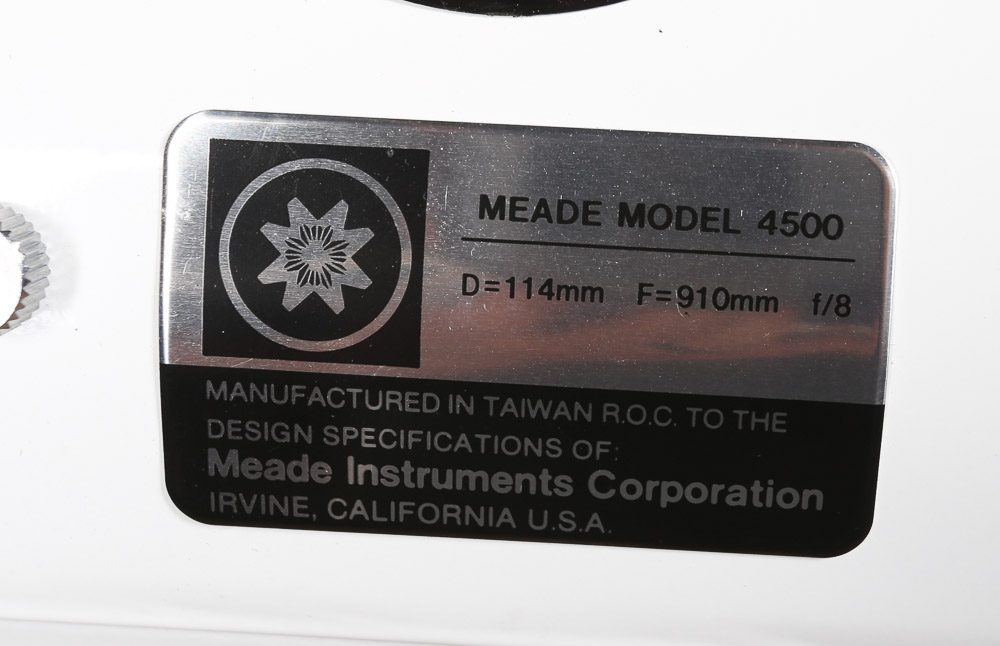 MEADE MODEL 4500
D=114mm F=910mm f/8
MANUFACTURED IN TAIWAN R.O.C. TO THE
DESIGN SPECIFICATIONS OF:
Meade Instruments Corporation
IRVINE, CALIFORNIA U.S.A.